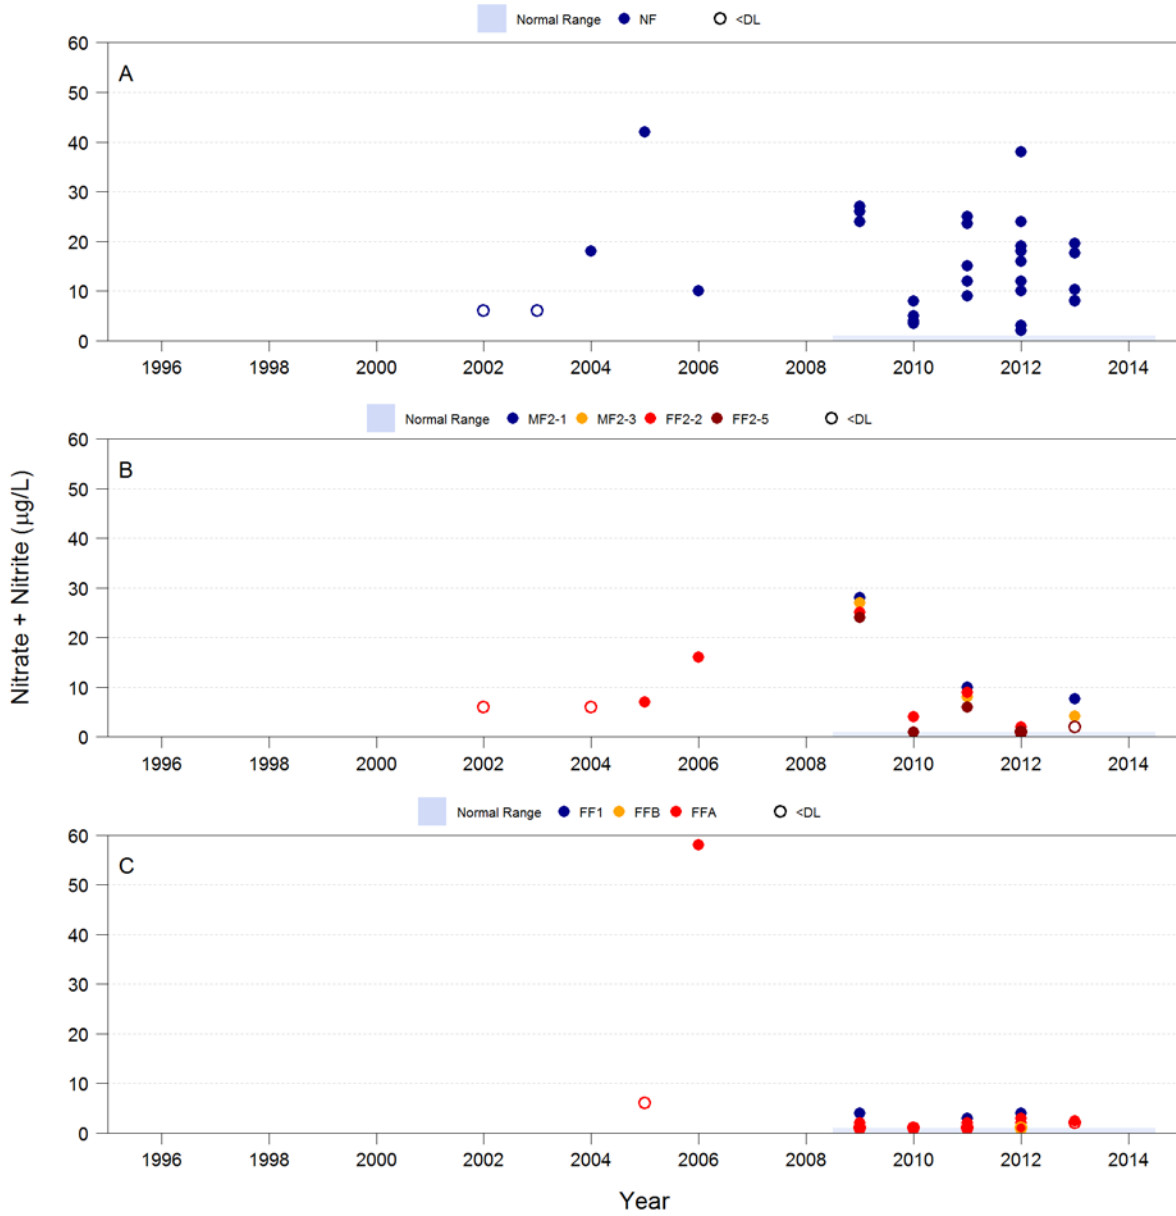 Normal Range NF <DL
A
60
50
40
30
20
10
0
1996 1998 2000 2002 2004 2006 2008 2010 2012 2014
Normal Range MF2-1 MF2-3 FF2-2 FF2-5 <DL
B
60
50
40
30
20
10
0
1996 1998 2000 2002 2004 2006 2008 2010 2012 2014
Nitrate + Nitrite (µg/L)
Normal Range FF1 FFB FFA <DL
C
60
50
40
30
20
10
0
1996 1998 2000 2002 2004 2006 2008 2010 2012 2014
Year